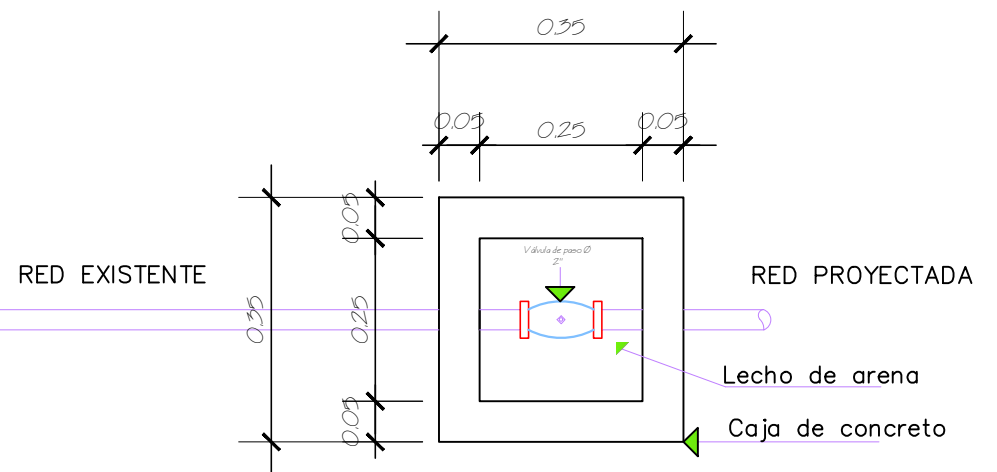 0.35
0.05 0.25 0.05
0.05
Válvula de paso Ø
2"
RED EXISTENTE
RED PROYECTADA
0.35
0.25
Lecho de arena
0.05
Caja de concreto